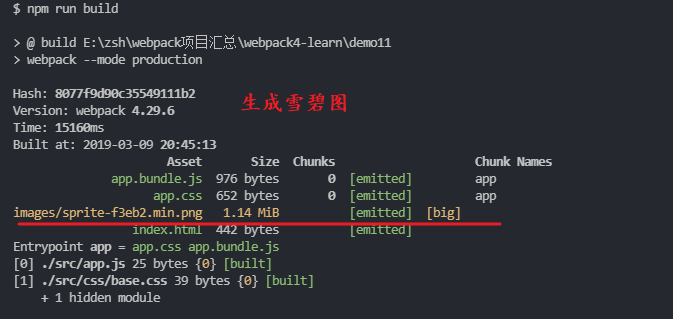 $ npm run build
> @ build E:\zsh\webpack项目汇总\webpack4-learn\demo11
> webpack --mode production
Hash: 8077f9d90c35549111b2
Version: webpack 4.29.6
Time: 15160ms
Built at: 2019-03-09 20:45:13
生成雪碧图
Asset Size Chunks Chunk Names
app.bundle.js 976 bytes 0 [emitted] app
app.css 652 bytes 0 [emitted] app
images/sprite-f3eb2.min.png 1.14 MiB [emitted] [big]
index.html 442 bytes [emitted]
Entrypoint app = app.css app.bundle.js
[0] ./src/app.js 25 bytes {0} [built]
[1] ./src/css/base.css 39 bytes {0} [built]
+ 1 hidden module